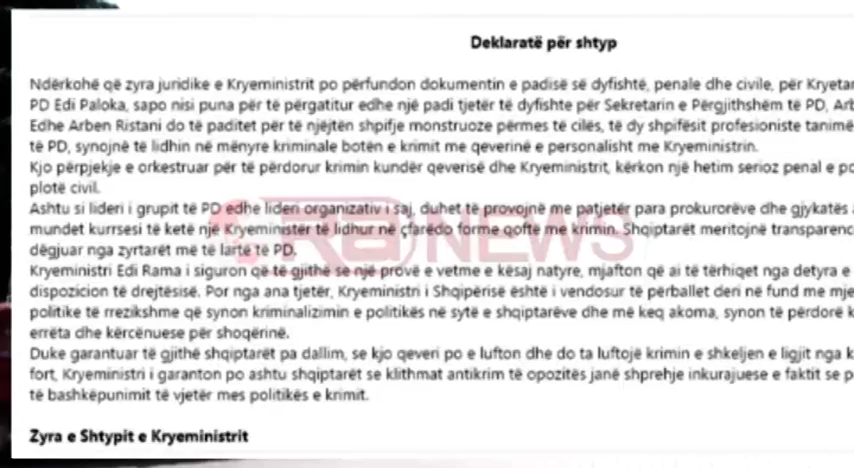 Deklaratë për shtyp
Ndërkohë që zyra juridike e Kryeministrit po përfundon dokumentin e padisë së dyfishtë, penale dhe civile, për Kryetar
PD Edi Paloka, sapo nisi puna për të përgatitur edhe një padi tjetër të dyfishte për Sekretarin e Përgjithshëm të PD, Arb
Edhe Arben Ristani do të paditet për të njëjtën shpifje monstruoze përmes të cilës, të dy shpifësit profesioniste tanimë
të PD, synojnë të lidhin në mënyre kriminale botën e krimit me qeverinë e personalisht me Kryeministrin.
Kjo përpjekje e orkestruar për të përdorur krimin kundër qeverisë dhe Kryeministrit, kërkon një hetim serioz penal e po
plotë civil.
Ashtu si lideri i grupit të PD edhe lideri organizativ i saj, duhet të provojnë me patjetër para prokurorëve dhe gjykatës
mundet kurrsesi të ketë një Kryeministër të lidhur në çfarëdo forme qoftë me krimin. Shqiptarët meritojnë transparenc
dëgjuar nga zyrtarët më të lartë të PD.
Kryeministri Edi Rama i siguron që të gjithë se një provë e vetme e kësaj natyre, mjafton që ai të tërhiqet nga detyra e
dispozicion të drejtësisë. Por nga ana tjetër, Kryeministri i Shqipërisë është i vendosur të përballet deri në fund me mje
politike të rrezikshme që synon kriminalizimin e politikës në sytë e shqiptarëve dhe më keq akoma, synon të përdorë k
errëta dhe kërcënuese për shoqërinë.
Duke garantuar të gjithë shqiptarët pa dallim, se kjo qeveri po e lufton dhe do ta luftojë krimin e shkeljen e ligjit nga k
fort, Kryeministri i garanton po ashtu shqiptarët se klithmat antikrim të opozitës janë shprehje inkurajuese e faktit se p
të bashkëpunimit të vjetër mes politikës e krimit.
Zyra e Shtypit e Kryeministrit
Ora NEWS